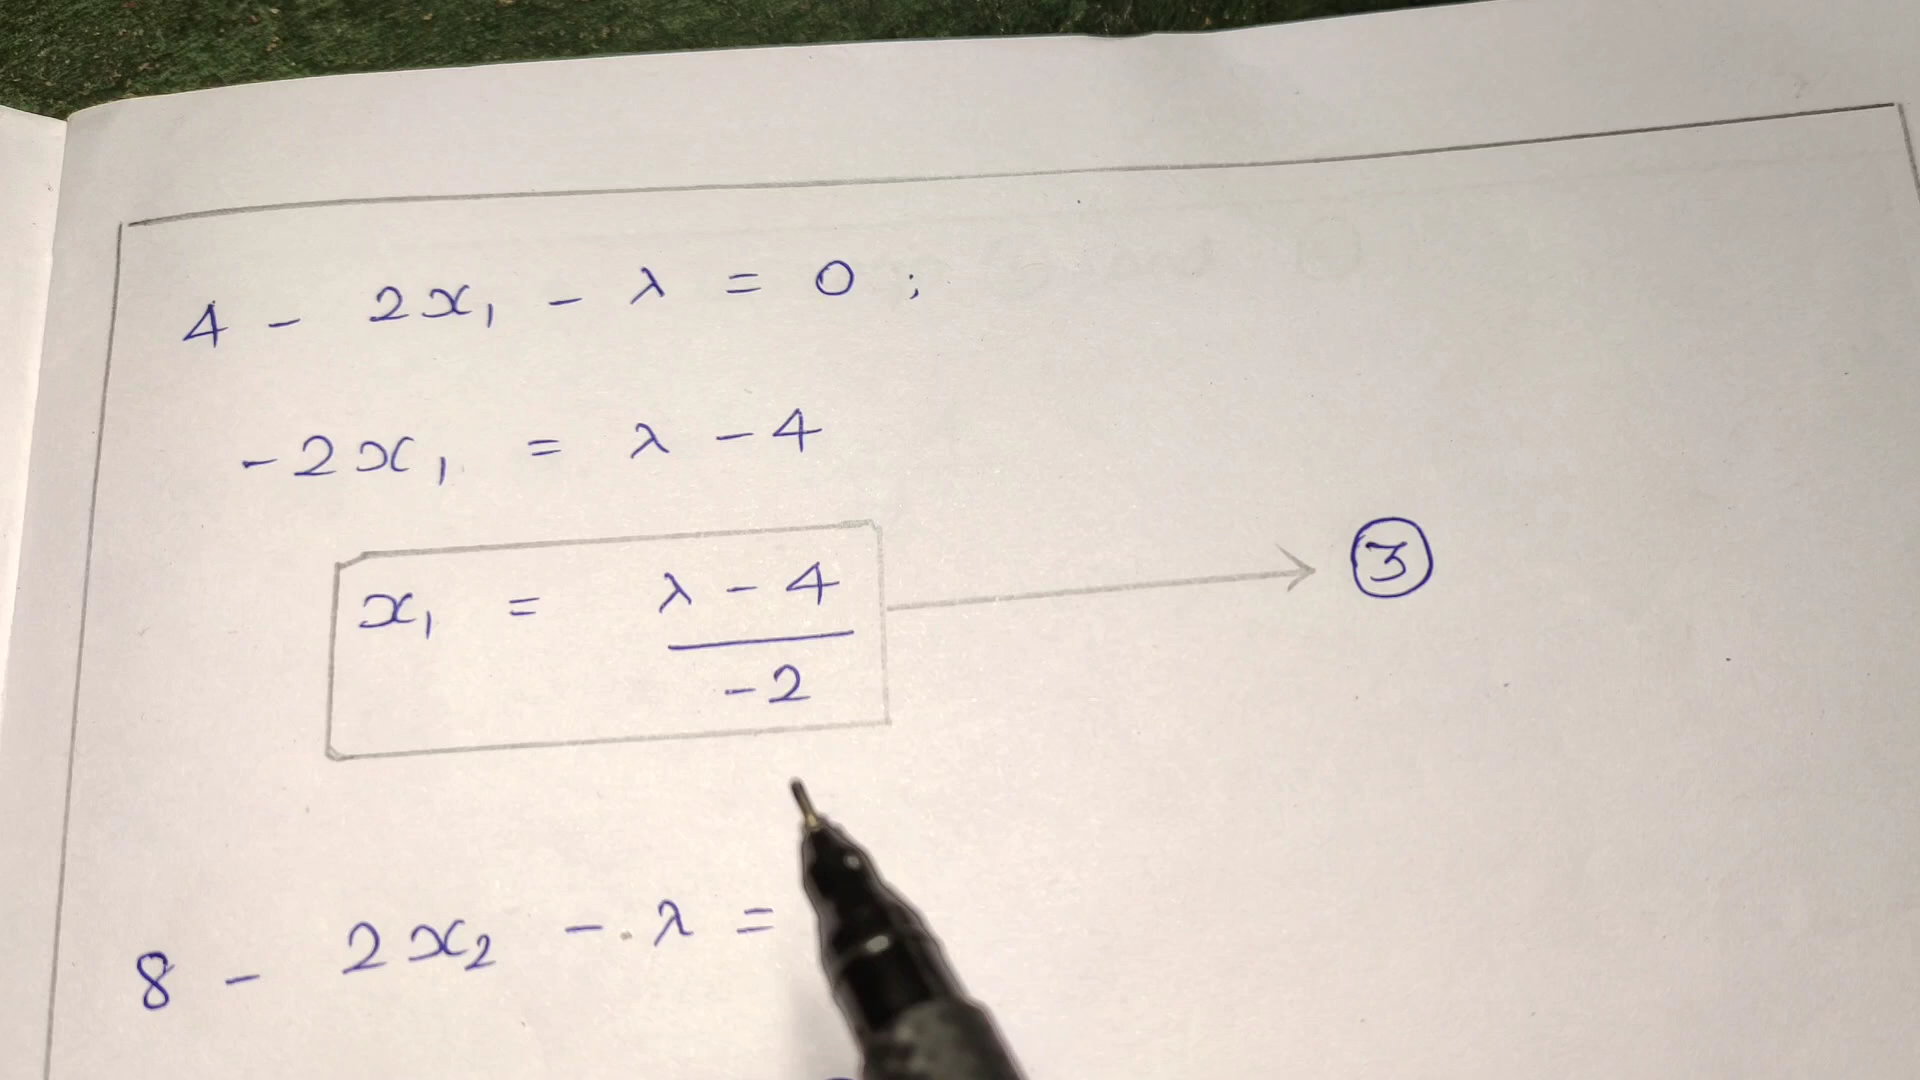 4 - 2x₁ - λ = 0 ;
-2x₁ = λ - 4
x₁ = λ - 4
-2
③
8 - 2x₂ - λ =